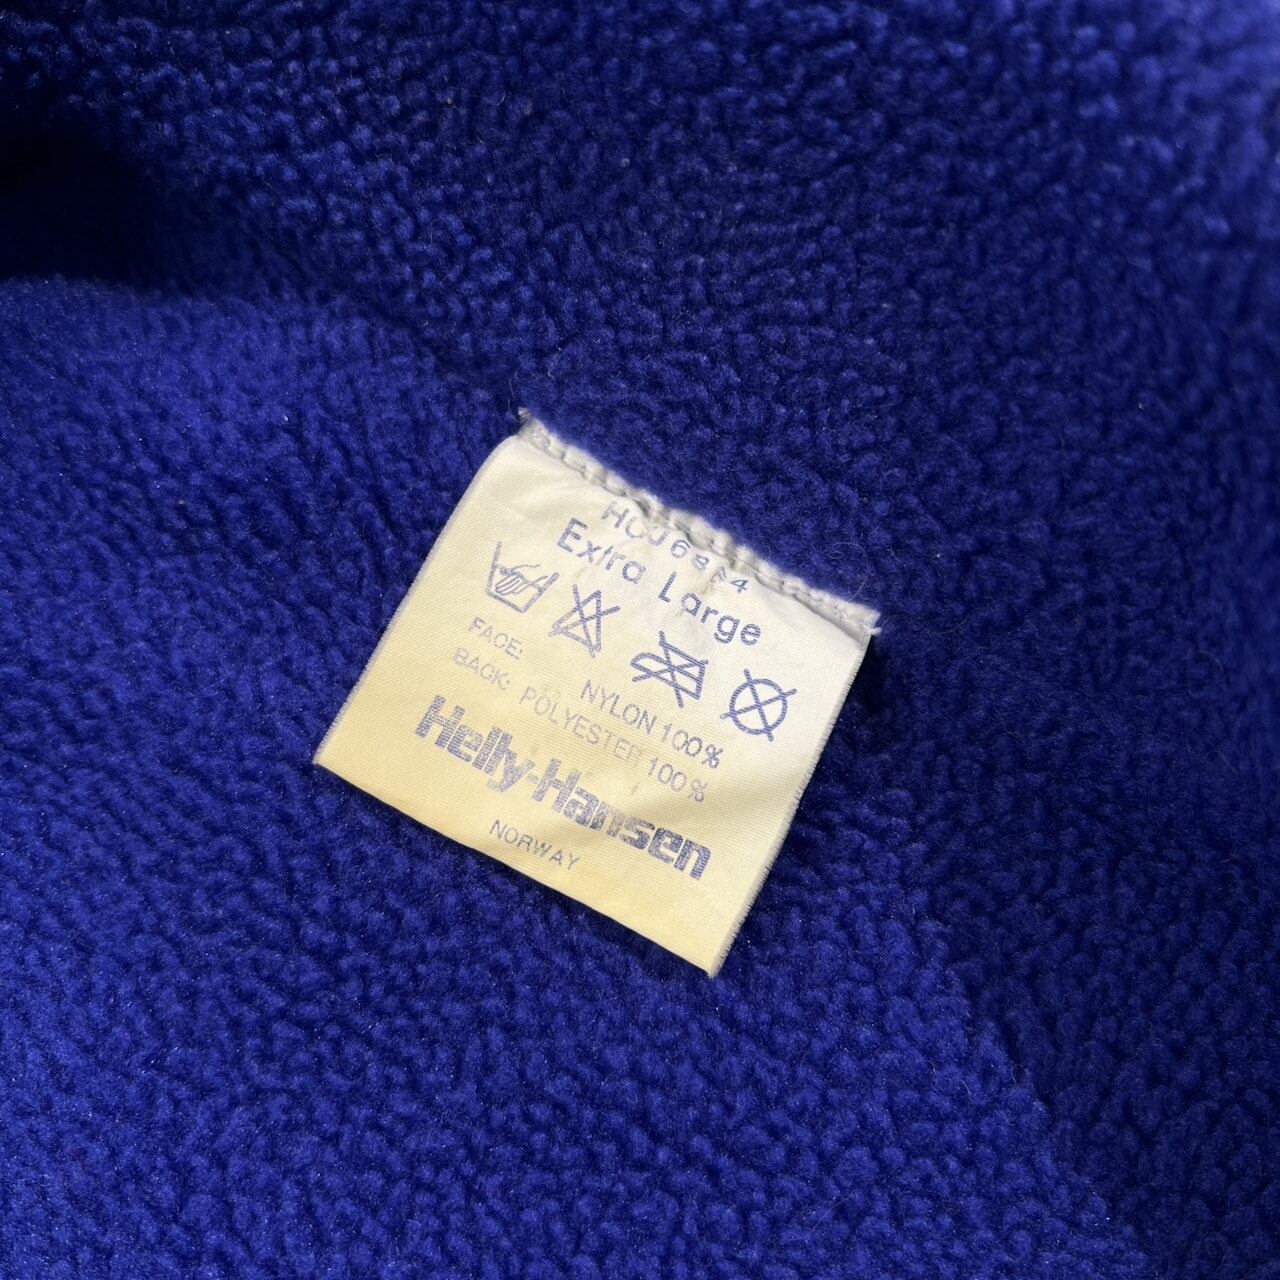 Extra Large
FACE: NYLON 100%
BACK: POLYESTER 100%
Helly-Hansen
NORWAY